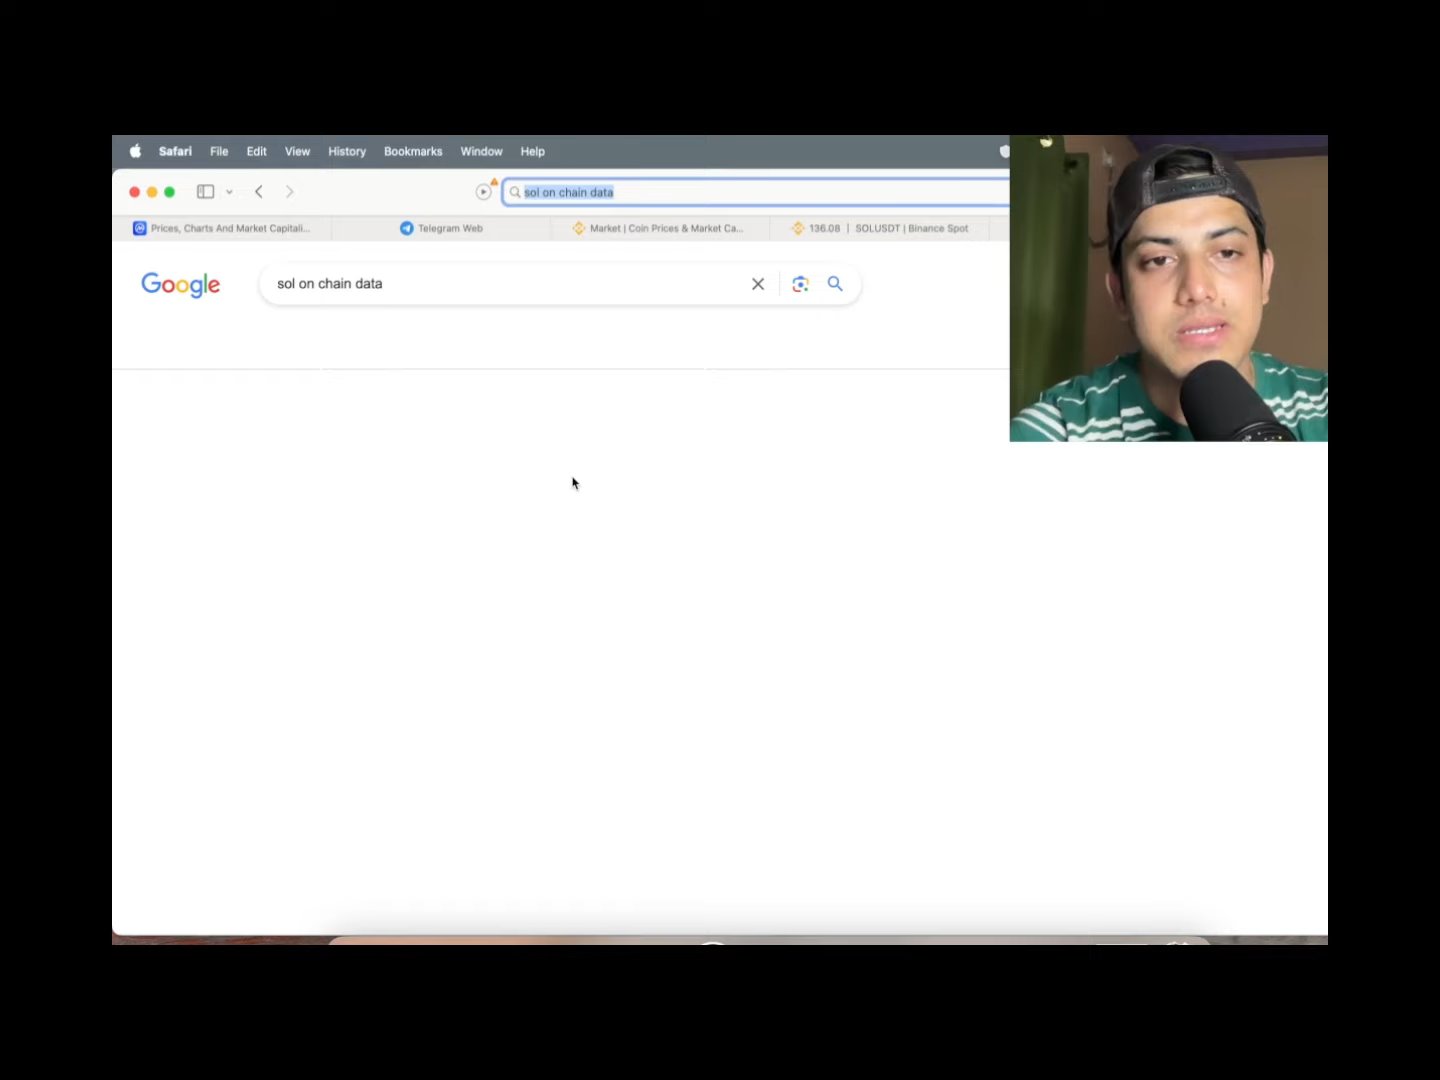 Safari File Edit View History Bookmarks Window Help
sol on chain data
Prices, Charts And Market Capitali... Telegram Web Market | Coin Prices & Market Ca... 136.08 | SOLUSDT | Binance Spot
Google sol on chain data